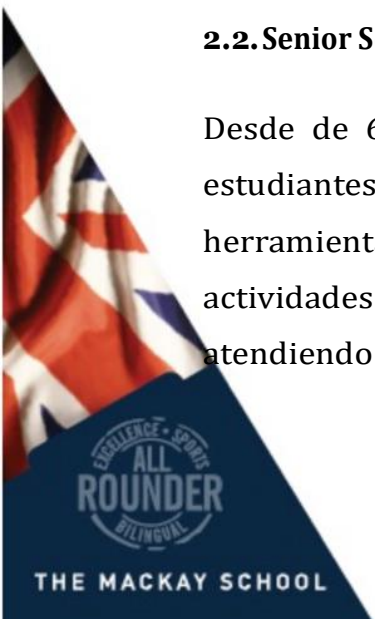 2.2. Senior S
Desde de 6
estudiantes
herramient
actividades
atendiendo
EXCELLENCE • SPORTS
ALL
ROUNDER
BILINGUAL
THE MACKAY SCHOOL